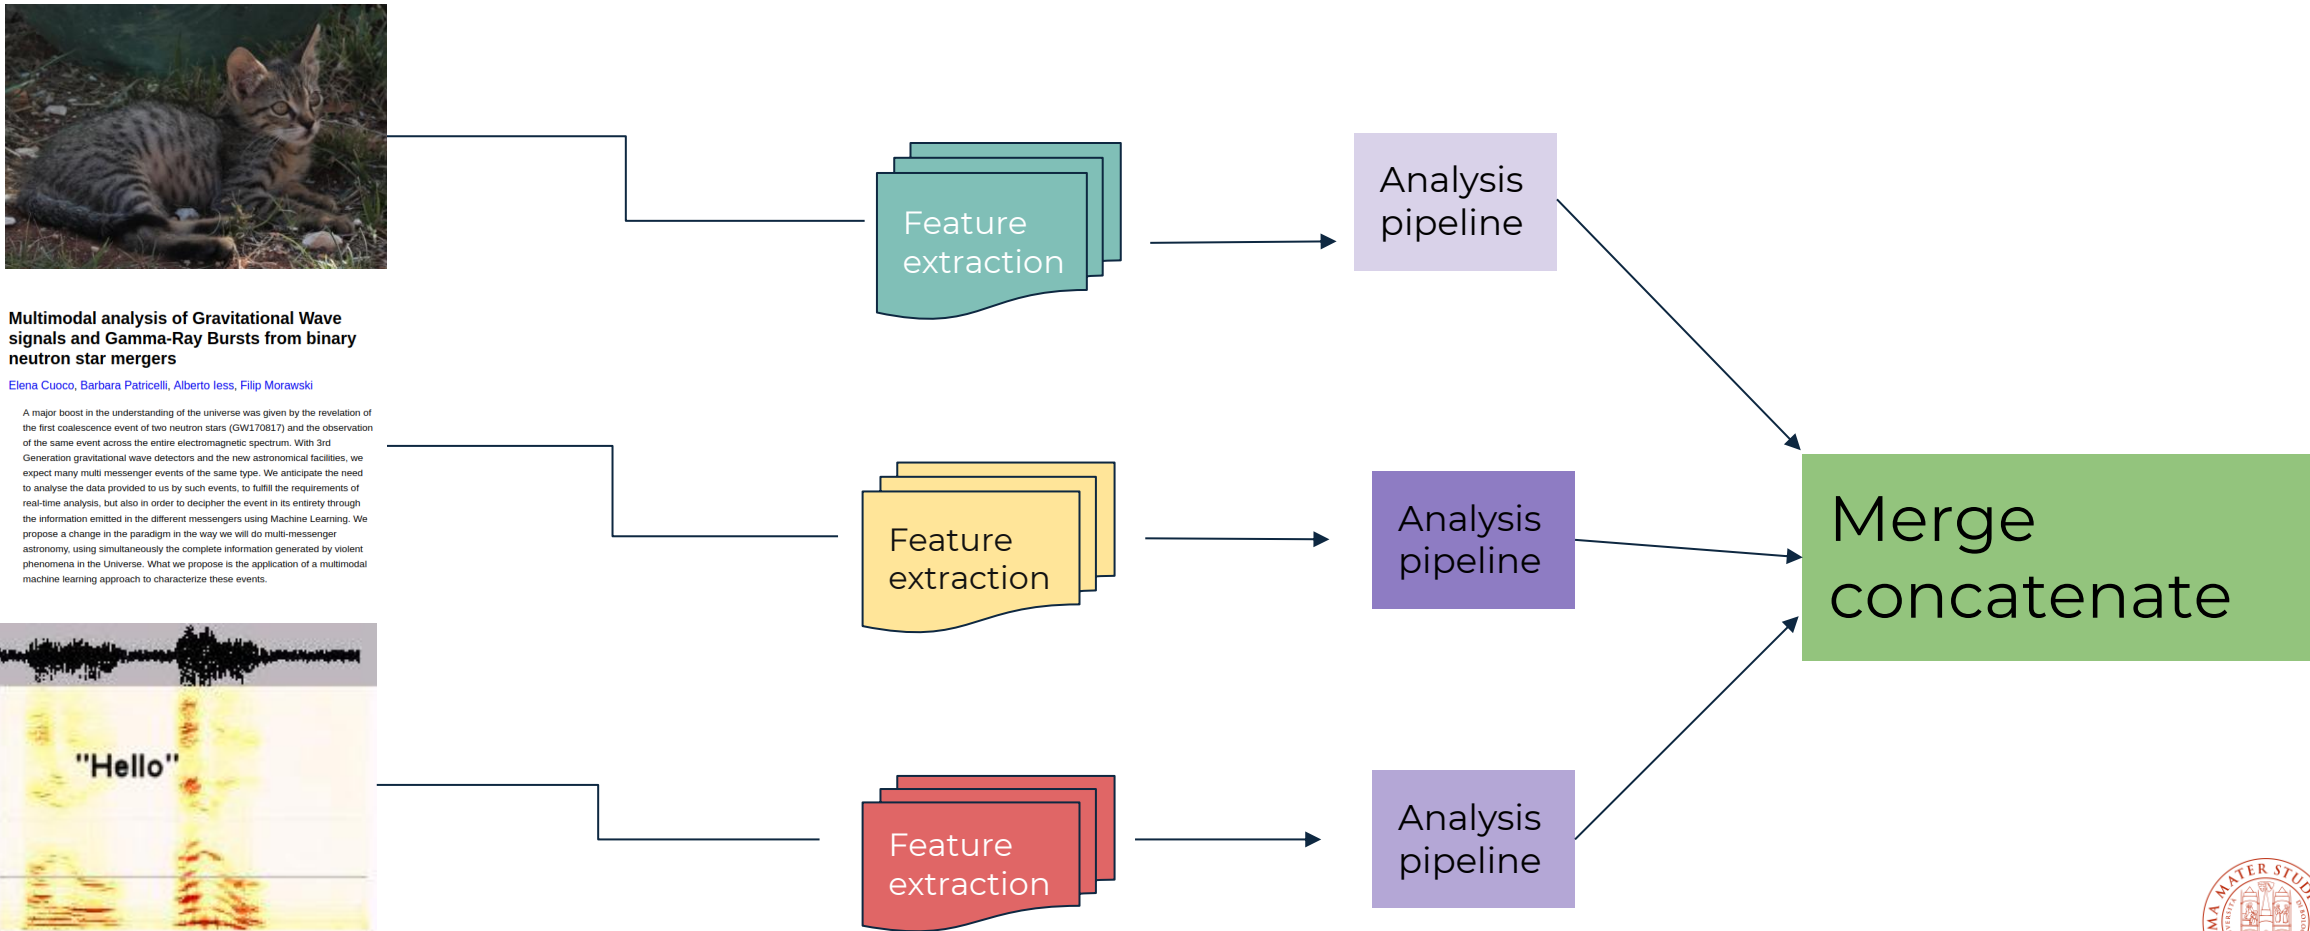 Feature
extraction
Analysis
pipeline
Multimodal analysis of Gravitational Wave
signals and Gamma-Ray Bursts from binary
neutron star mergers
Elena Cuoco, Barbara Patricelli, Alberto Iess, Filip Morawski
A major boost in the understanding of the universe was given by the revelation of
the first coalescence event of two neutron stars (GW170817) and the observation
of the same event across the entire electromagnetic spectrum. With 3rd
Generation gravitational wave detectors and the new astronomical facilities, we
expect many multi messenger events of the same type. We anticipate the need
to analyse the data provided to us by such events, to fulfill the requirements of
real-time analysis, but also in order to decipher the event in its entirety through
the information emitted in the different messengers using Machine Learning. We
propose a change in the paradigm in the way we will do multi-messenger
astronomy, using simultaneously the complete information generated by violent
phenomena in the Universe. What we propose is the application of a multimodal
machine learning approach to characterize these events.
Feature
extraction
Analysis
pipeline
Merge
concatenate
"Hello"
Feature
extraction
Analysis
pipeline
MATER STUD